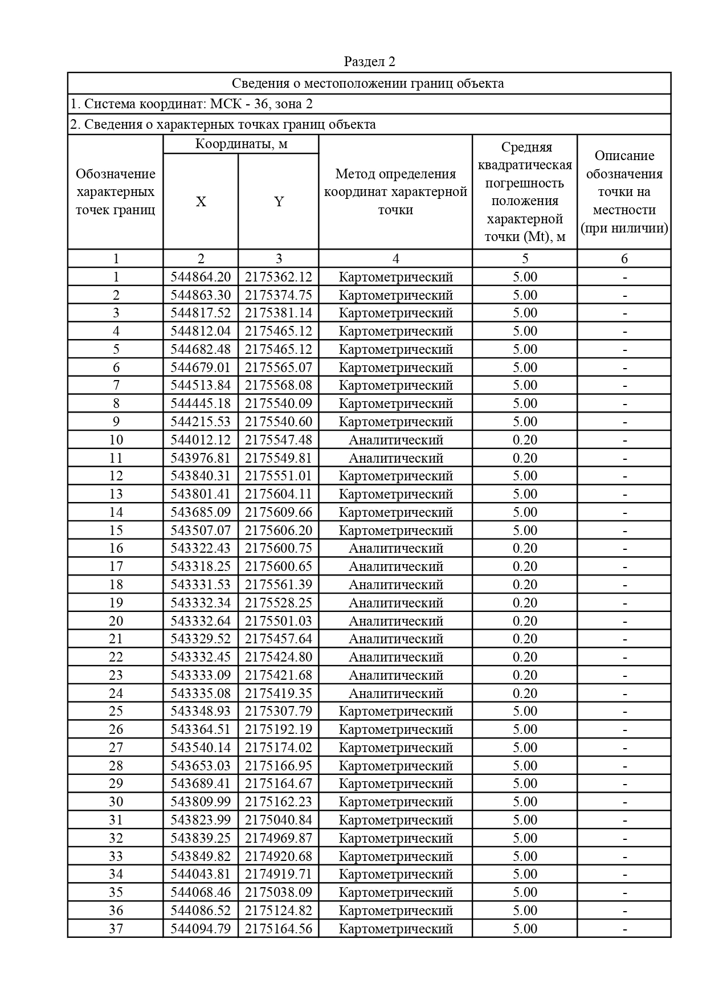 Раздел 2
Сведения о местоположении границ объекта
1. Система координат: МСК - 36, зона 2
2. Сведения о характерных точках границ объекта
Обозначение характерных точек границ
Координаты, м
X
Y
Метод определения координат характерной точки
Средняя квадратическая погрешность положения характерной точки (Mt), м
Описание обозначения точки на местности (при ниличии)
1 2 3 4 5 6
1 544864.20 2175362.12 Картометрический 5.00 -
2 544863.30 2175374.75 Картометрический 5.00 -
3 544817.52 2175381.14 Картометрический 5.00 -
4 544812.04 2175465.12 Картометрический 5.00 -
5 544682.48 2175465.12 Картометрический 5.00 -
6 544679.01 2175565.07 Картометрический 5.00 -
7 544513.84 2175568.08 Картометрический 5.00 -
8 544445.18 2175540.09 Картометрический 5.00 -
9 544215.53 2175540.60 Картометрический 5.00 -
10 544012.12 2175547.48 Аналитический 0.20 -
11 543976.81 2175549.81 Аналитический 0.20 -
12 543840.31 2175551.01 Картометрический 5.00 -
13 543801.41 2175604.11 Картометрический 5.00 -
14 543685.09 2175609.66 Картометрический 5.00 -
15 543507.07 2175606.20 Картометрический 5.00 -
16 543322.43 2175600.75 Аналитический 0.20 -
17 543318.25 2175600.65 Аналитический 0.20 -
18 543331.53 2175561.39 Аналитический 0.20 -
19 543332.34 2175528.25 Аналитический 0.20 -
20 543332.64 2175501.03 Аналитический 0.20 -
21 543329.52 2175457.64 Аналитический 0.20 -
22 543332.45 2175424.80 Аналитический 0.20 -
23 543333.09 2175421.68 Аналитический 0.20 -
24 543335.08 2175419.35 Аналитический 0.20 -
25 543348.93 2175307.79 Картометрический 5.00 -
26 543364.51 2175192.19 Картометрический 5.00 -
27 543540.14 2175174.02 Картометрический 5.00 -
28 543653.03 2175166.95 Картометрический 5.00 -
29 543689.41 2175164.67 Картометрический 5.00 -
30 543809.99 2175162.23 Картометрический 5.00 -
31 543823.99 2175040.84 Картометрический 5.00 -
32 543839.25 2174969.87 Картометрический 5.00 -
33 543849.82 2174920.68 Картометрический 5.00 -
34 544043.81 2174919.71 Картометрический 5.00 -
35 544068.46 2175038.09 Картометрический 5.00 -
36 544086.52 2175124.82 Картометрический 5.00 -
37 544094.79 2175164.56 Картометрический 5.00 -